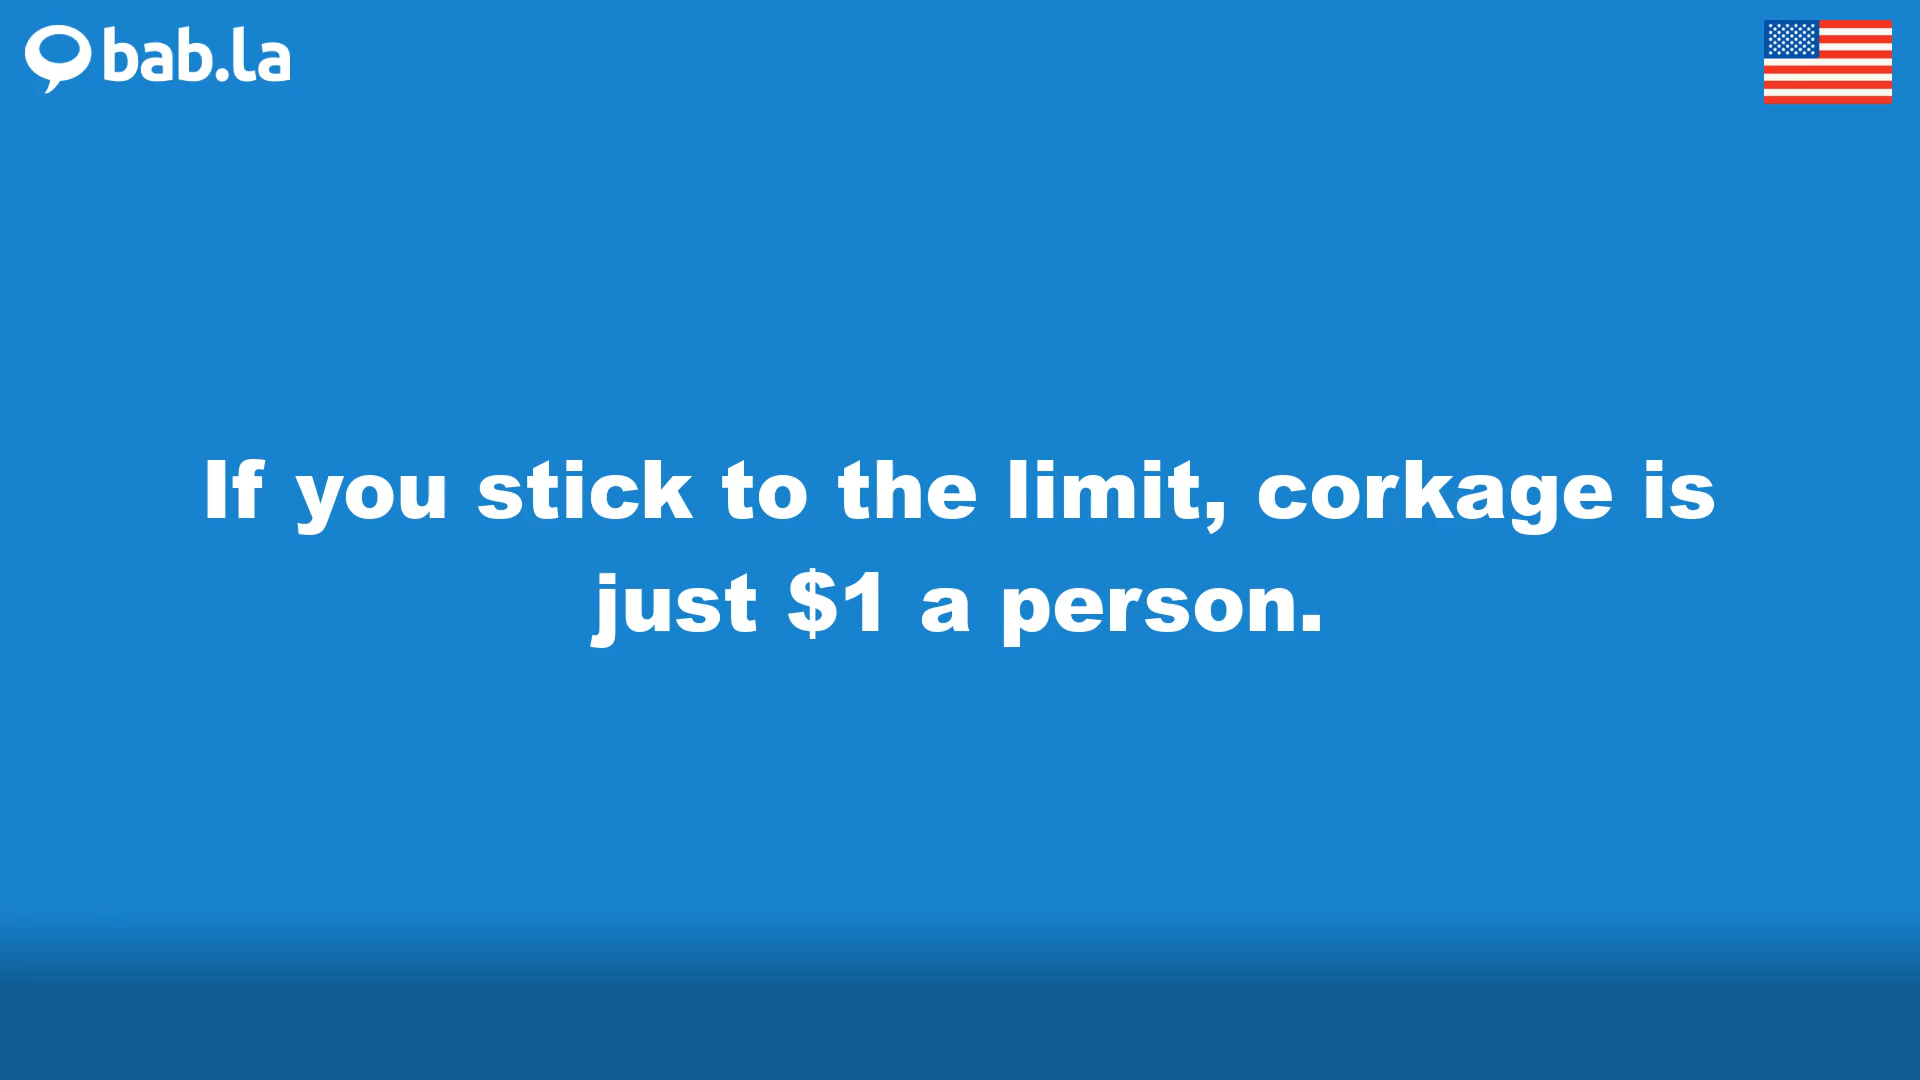 bab.la
If you stick to the limit, corkage is
just $1 a person.